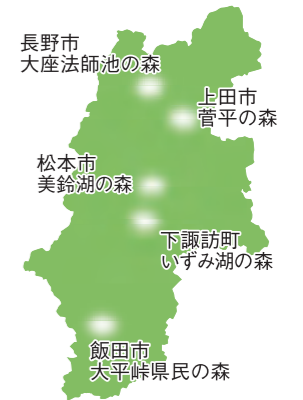 長野市
大座法師池の森
上田市
菅平の森
松本市
美鈴湖の森
下諏訪町
いずみ湖の森
飯田市
大平峠県民の森